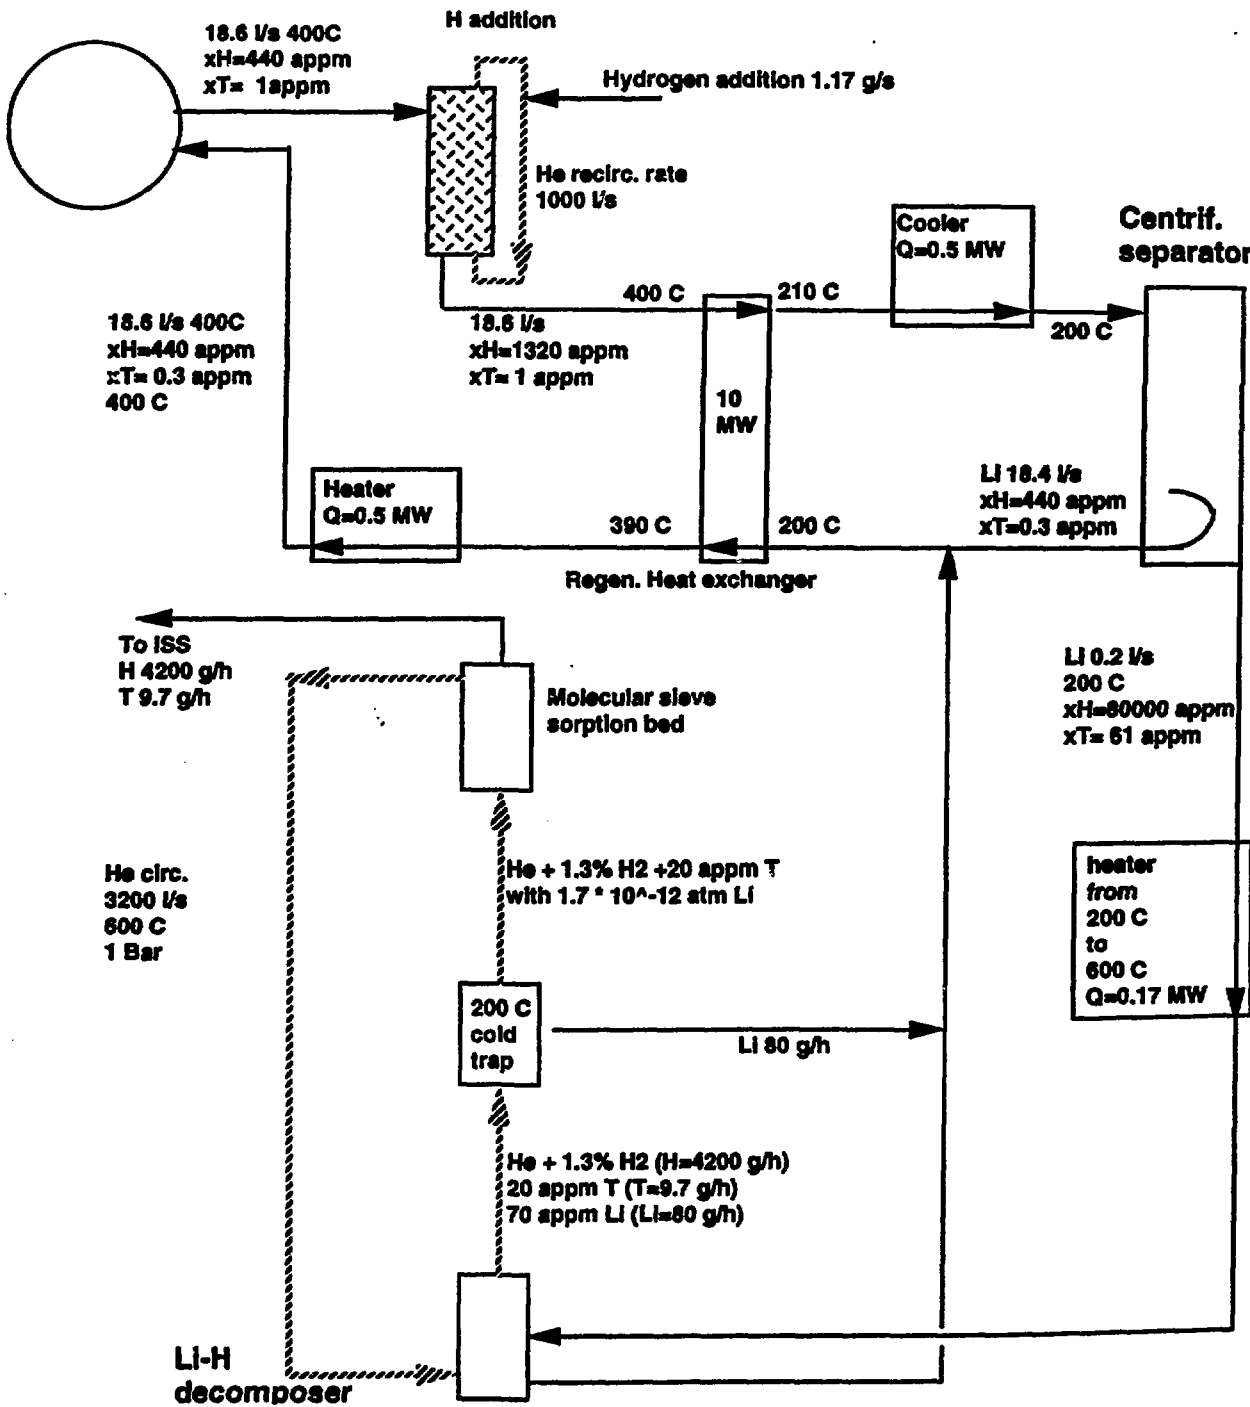 H addition
18.6 l/s 400C
xH=440 appm
xT= 1appm
Hydrogen addition 1.17 g/s
He recirc. rate
1000 l/s
Cooler
Q=0.5 MW
Centrif.
separator
400 C
210 C
200 C
18.6 l/s 400C
xH=440 appm
xT= 0.3 appm
400 C
18.6 l/s
xH=1320 appm
xT= 1 appm
10
MW
Li 18.4 l/s
xH=440 appm
xT=0.3 appm
Heater
Q=0.5 MW
390 C
200 C
Regen. Heat exchanger
To ISS
H 4200 g/h
T 9.7 g/h
Molecular sieve
sorption bed
Li 0.2 l/s
200 C
xH=80000 appm
xT= 61 appm
He circ.
3200 l/s
600 C
1 Bar
He + 1.3% H2 +20 appm T
with 1.7 * 10^-12 atm Li
heater
from
200 C
to
600 C
Q=0.17 MW
200 C
cold
trap
Li 80 g/h
He + 1.3% H2 (H=4200 g/h)
20 appm T (T=9.7 g/h)
70 appm Li (Li=80 g/h)
Li-H
decomposer